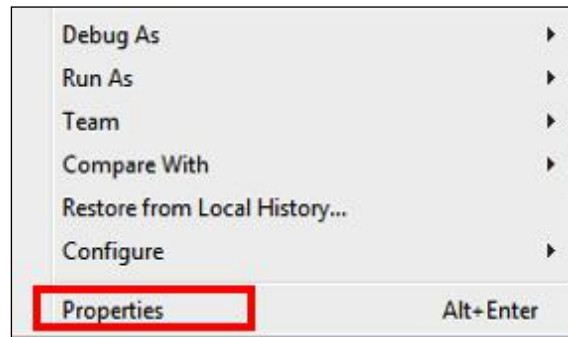 Debug As
Run As
Team
Compare With
Restore from Local History...
Configure
Properties Alt+Enter